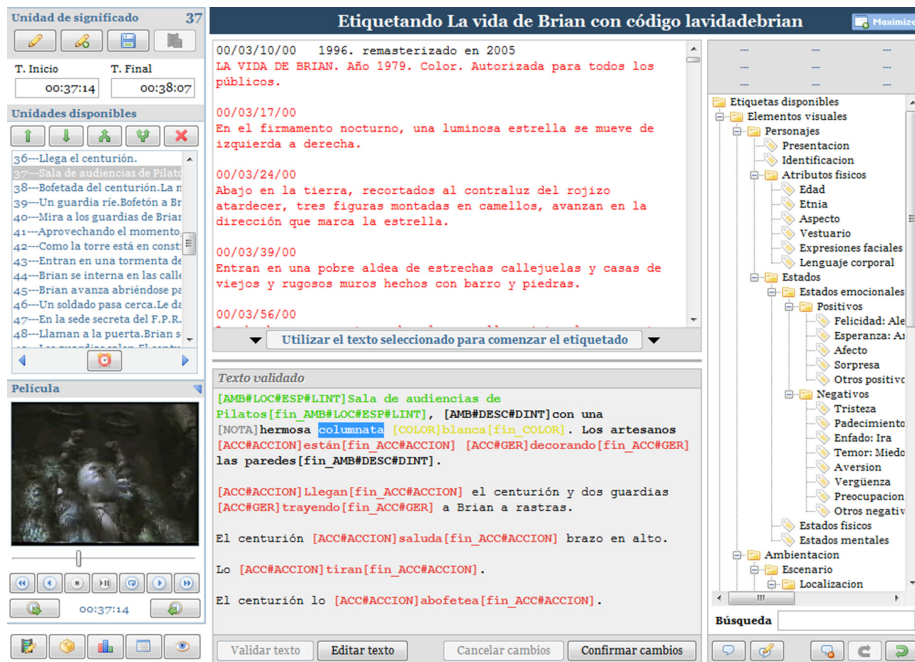 Unidad de significado 37
T. Inicio T. Final
00:37:14 00:38:07
Unidades disponibles
36---Llega el centurión.
37---Sala de audiencias de Pilato
38---Bofetada del centurión.La n
39---Un guardia ríe.Bofetón a Br
40---Mira a los guardias de Brian
41---Aprovechando el momento,
42---Como la torre está en const
43---Entran en una tormenta de
44---Brian se interna en las calle
45---Brian avanza abriéndose pa
46---Un soldado pasa cerca.Le da
47---En la sede secreta del F.P.R.
48---Llaman a la puerta.Brian s
Película
00:37:14
Etiquetando La vida de Brian con código lavidadebrian
Maximiza
00/03/10/00 1996. remasterizado en 2005
LA VIDA DE BRIAN. Año 1979. Color. Autorizada para todos los
públicos.
00/03/17/00
En el firmamento nocturno, una luminosa estrella se mueve de
izquierda a derecha.
00/03/24/00
Abajo en la tierra, recortados al contraluz del rojizo
atardecer, tres figuras montadas en camellos, avanzan en la
dirección que marca la estrella.
00/03/39/00
Entran en una pobre aldea de estrechas callejuelas y casas de
viejos y rugosos muros hechos con barro y piedras.
00/03/56/00
Utilizar el texto seleccionado para comenzar el etiquetado
Texto validado
[AMB#LOC#ESP#LINT]Sala de audiencias de
Pilatos[fin_AMB#LOC#ESP#LINT], [AMB#DESC#DINT]con una
[NOTA]hermosa columnata [COLOR]blanca[fin_COLOR]. Los artesanos
[ACC#ACCION]están[fin_ACC#ACCION] [ACC#GER]decorando[fin_ACC#GER]
las paredes[fin_AMB#DESC#DINT].
[ACC#ACCION]Llegan[fin_ACC#ACCION] el centurión y dos guardias
[ACC#GER]trayendo[fin_ACC#GER] a Brian a rastras.
El centurión [ACC#ACCION]saluda[fin_ACC#ACCION] brazo en alto.
Lo [ACC#ACCION]tiran[fin_ACC#ACCION].
El centurión lo [ACC#ACCION]abofetea[fin_ACC#ACCION].
Validar texto Editar texto Cancelar cambios Confirmar cambios
--- --- ---
--- --- ---
--- --- ---
Etiquetas disponibles
Elementos visuales
Personajes
Presentacion
Identificacion
Atributos fisicos
Edad
Etnia
Aspecto
Vestuario
Expresiones faciales
Lenguaje corporal
Estados
Estados emocionales
Positivos
Felicidad: Ale
Esperanza: An
Afecto
Sorpresa
Otros positivo
Negativos
Tristeza
Padecimiento
Enfado: Ira
Temor: Miedo
Aversion
Vergüenza
Preocupacion
Otros negativ
Estados fisicos
Estados mentales
Ambientacion
Escenario
Localizacion
Búsqueda